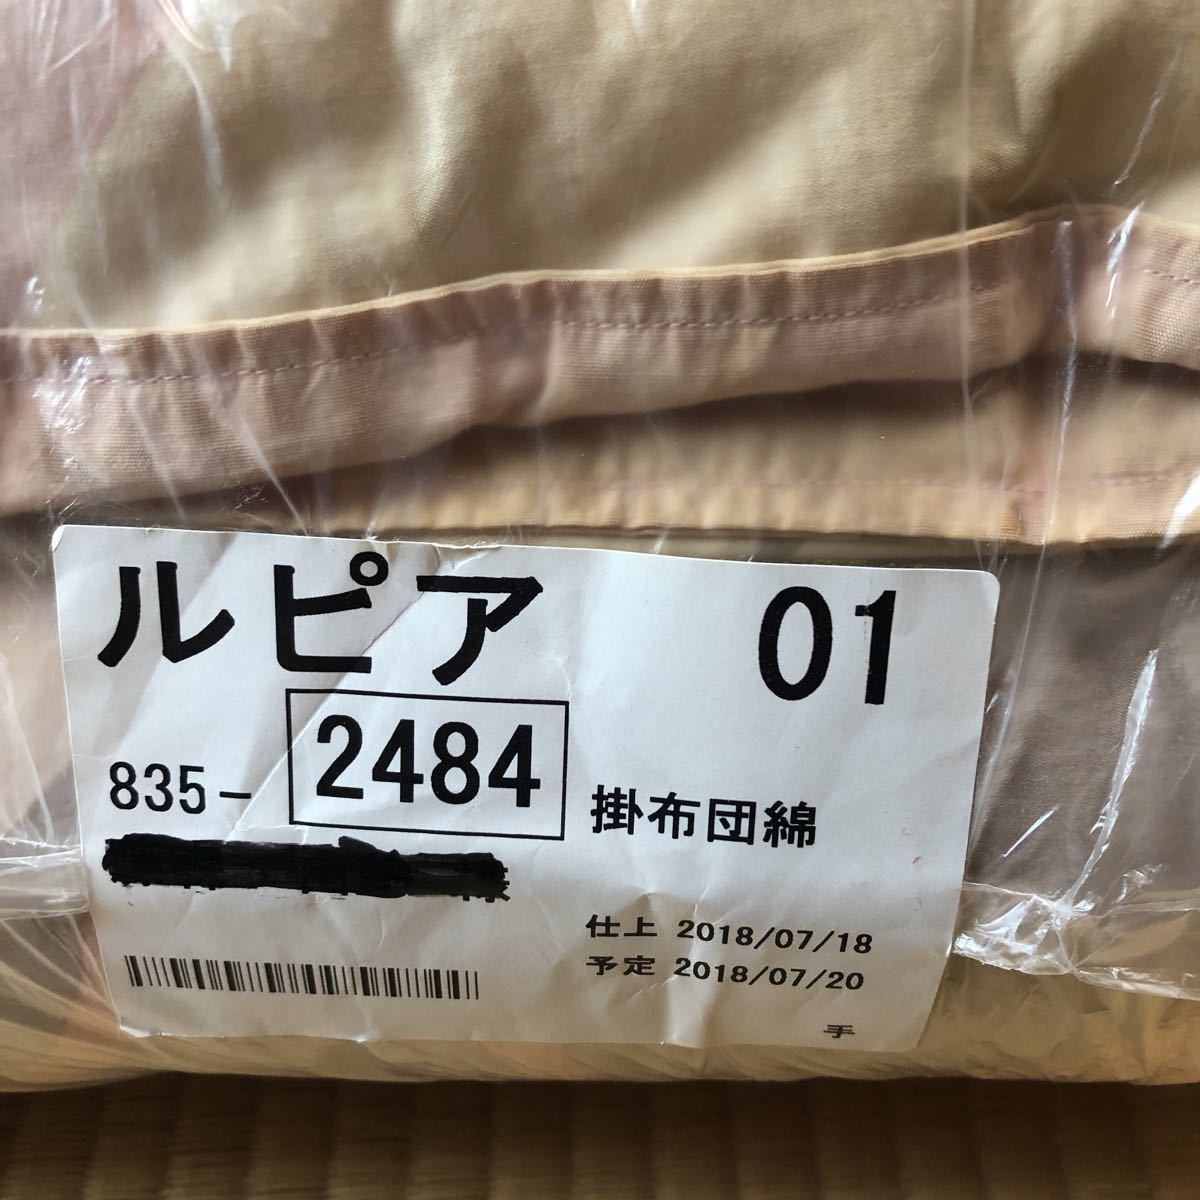 ルピア 01
835- 2484 掛布団綿
様
仕上 2018/07/18
予定 2018/07/20
手